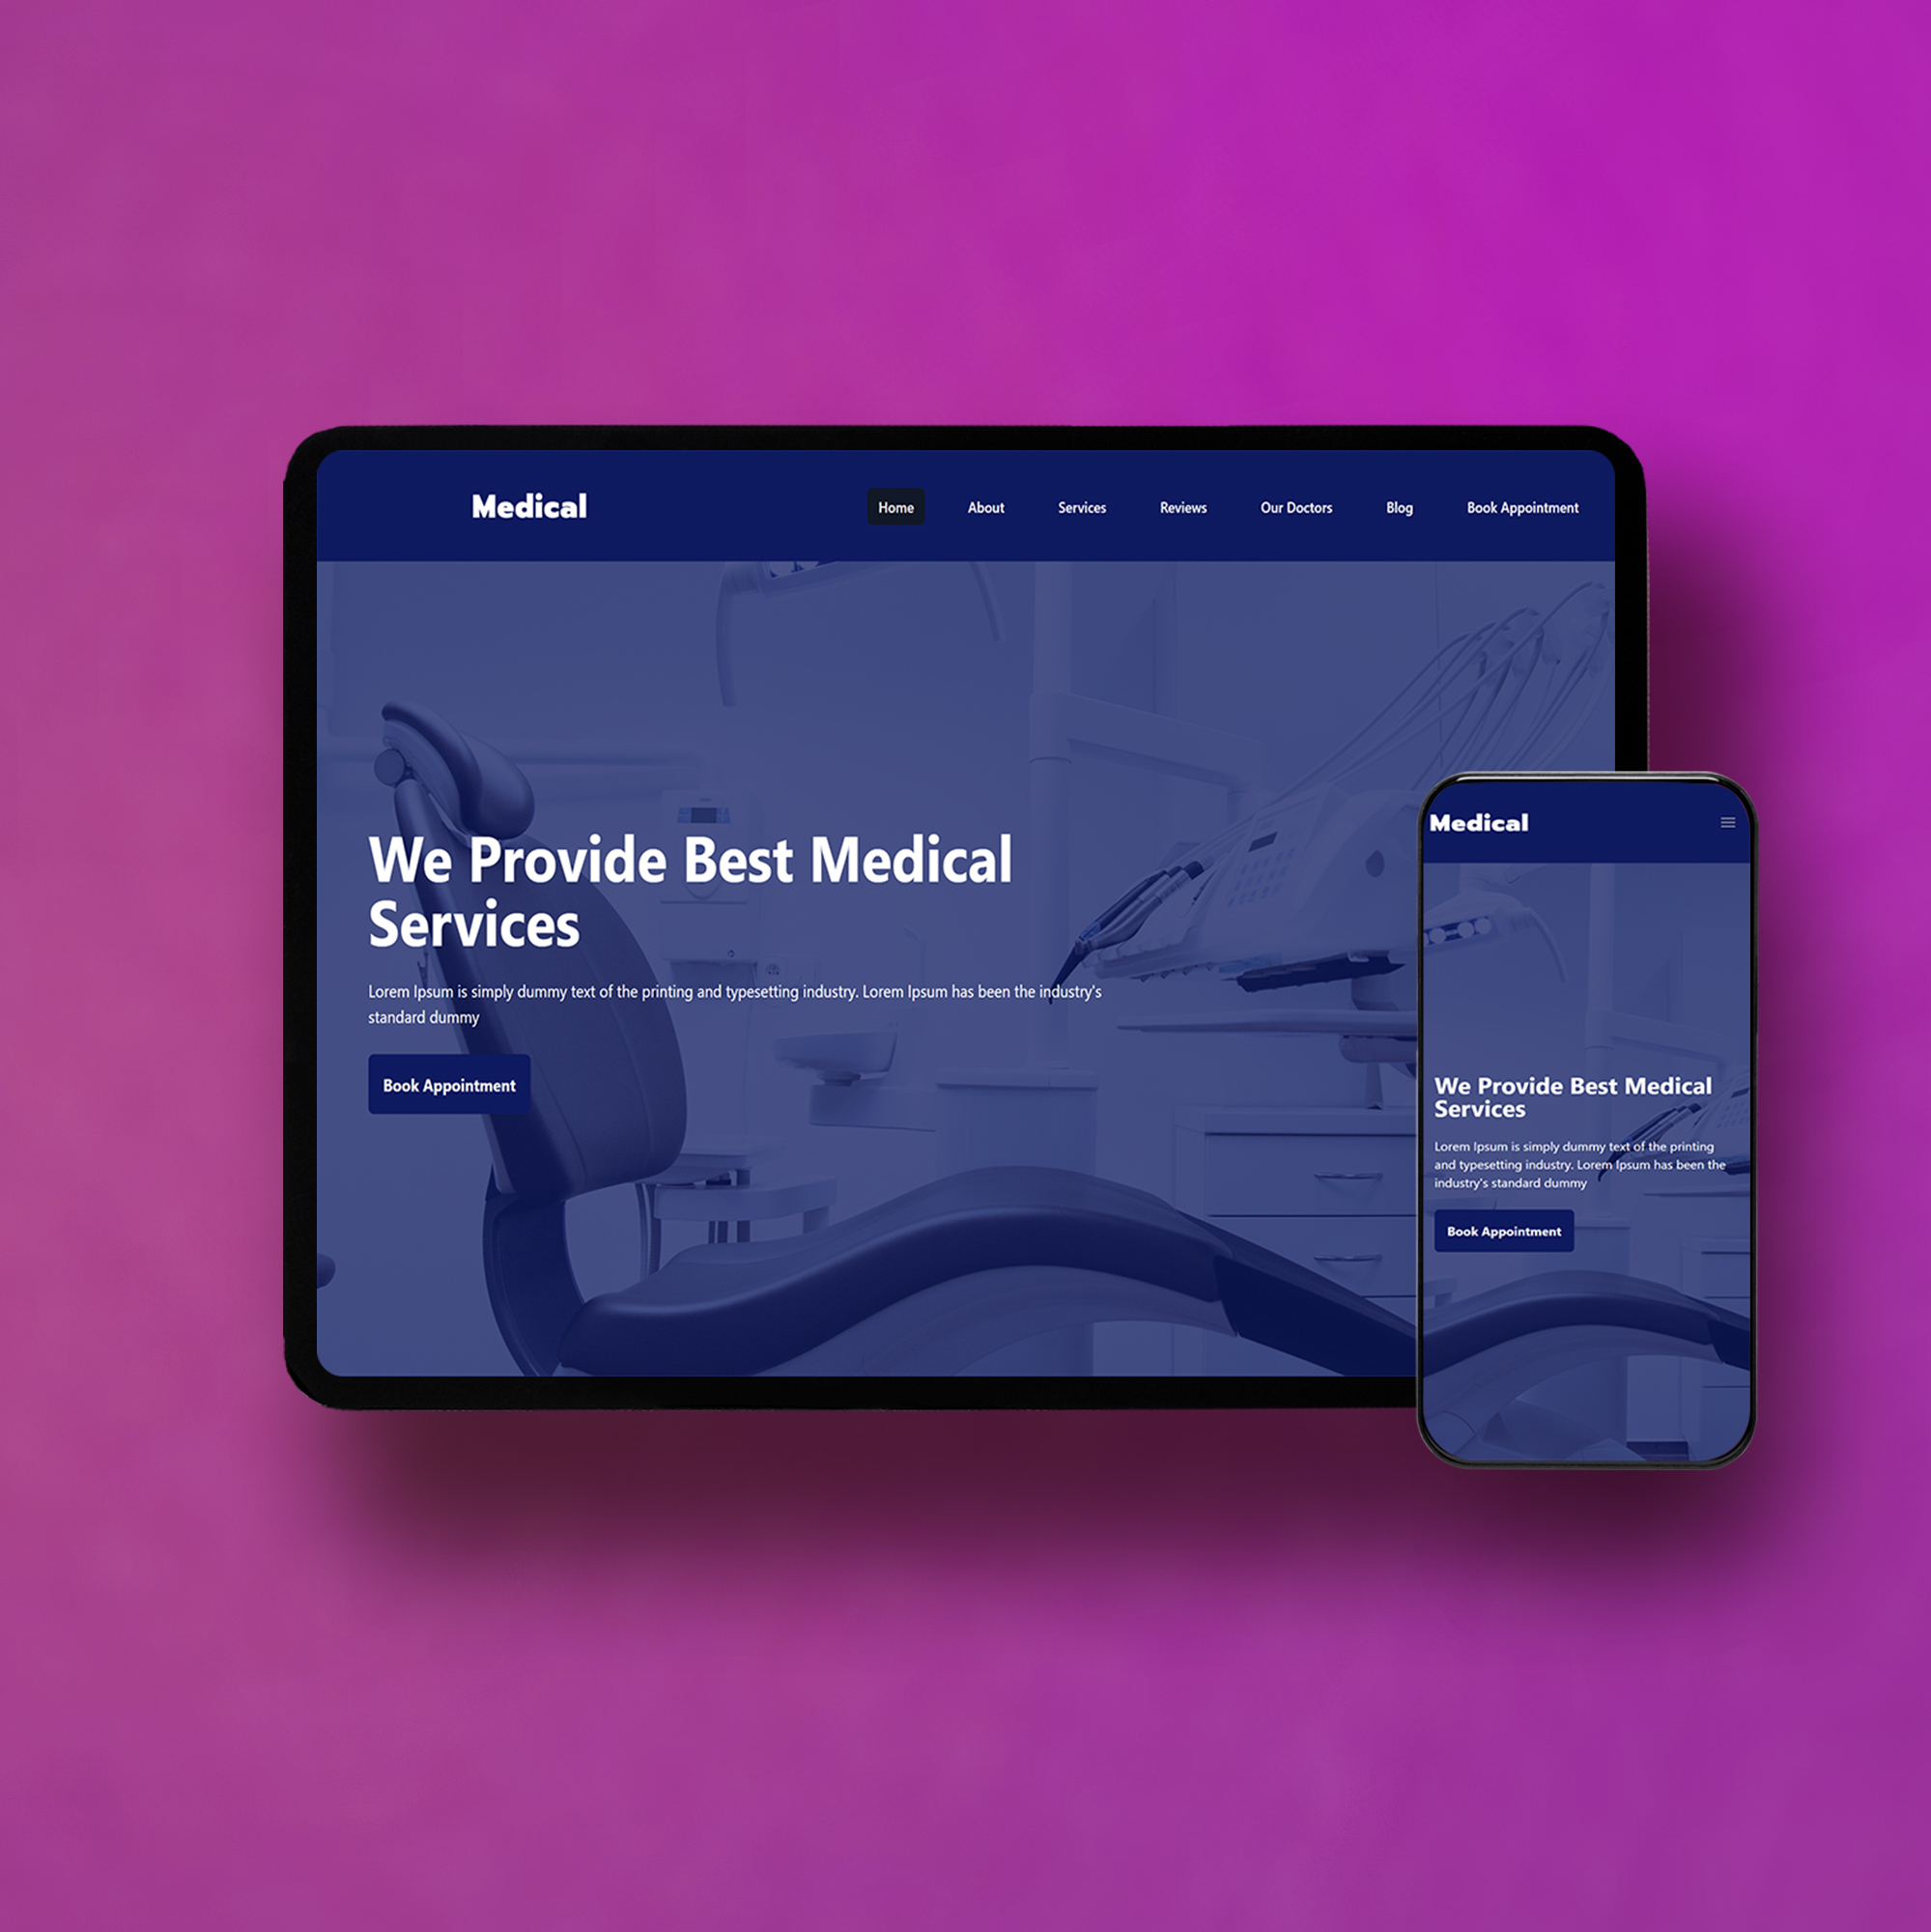 Medical
Home About Services Reviews Our Doctors Blog Book Appointment
We Provide Best Medical
Services
Lorem Ipsum is simply dummy text of the printing and typesetting industry. Lorem Ipsum has been the industry's
standard dummy
Book Appointment
Medical
We Provide Best Medical
Services
Lorem Ipsum is simply dummy text of the printing
and typesetting industry. Lorem Ipsum has been the
industry's standard dummy
Book Appointment